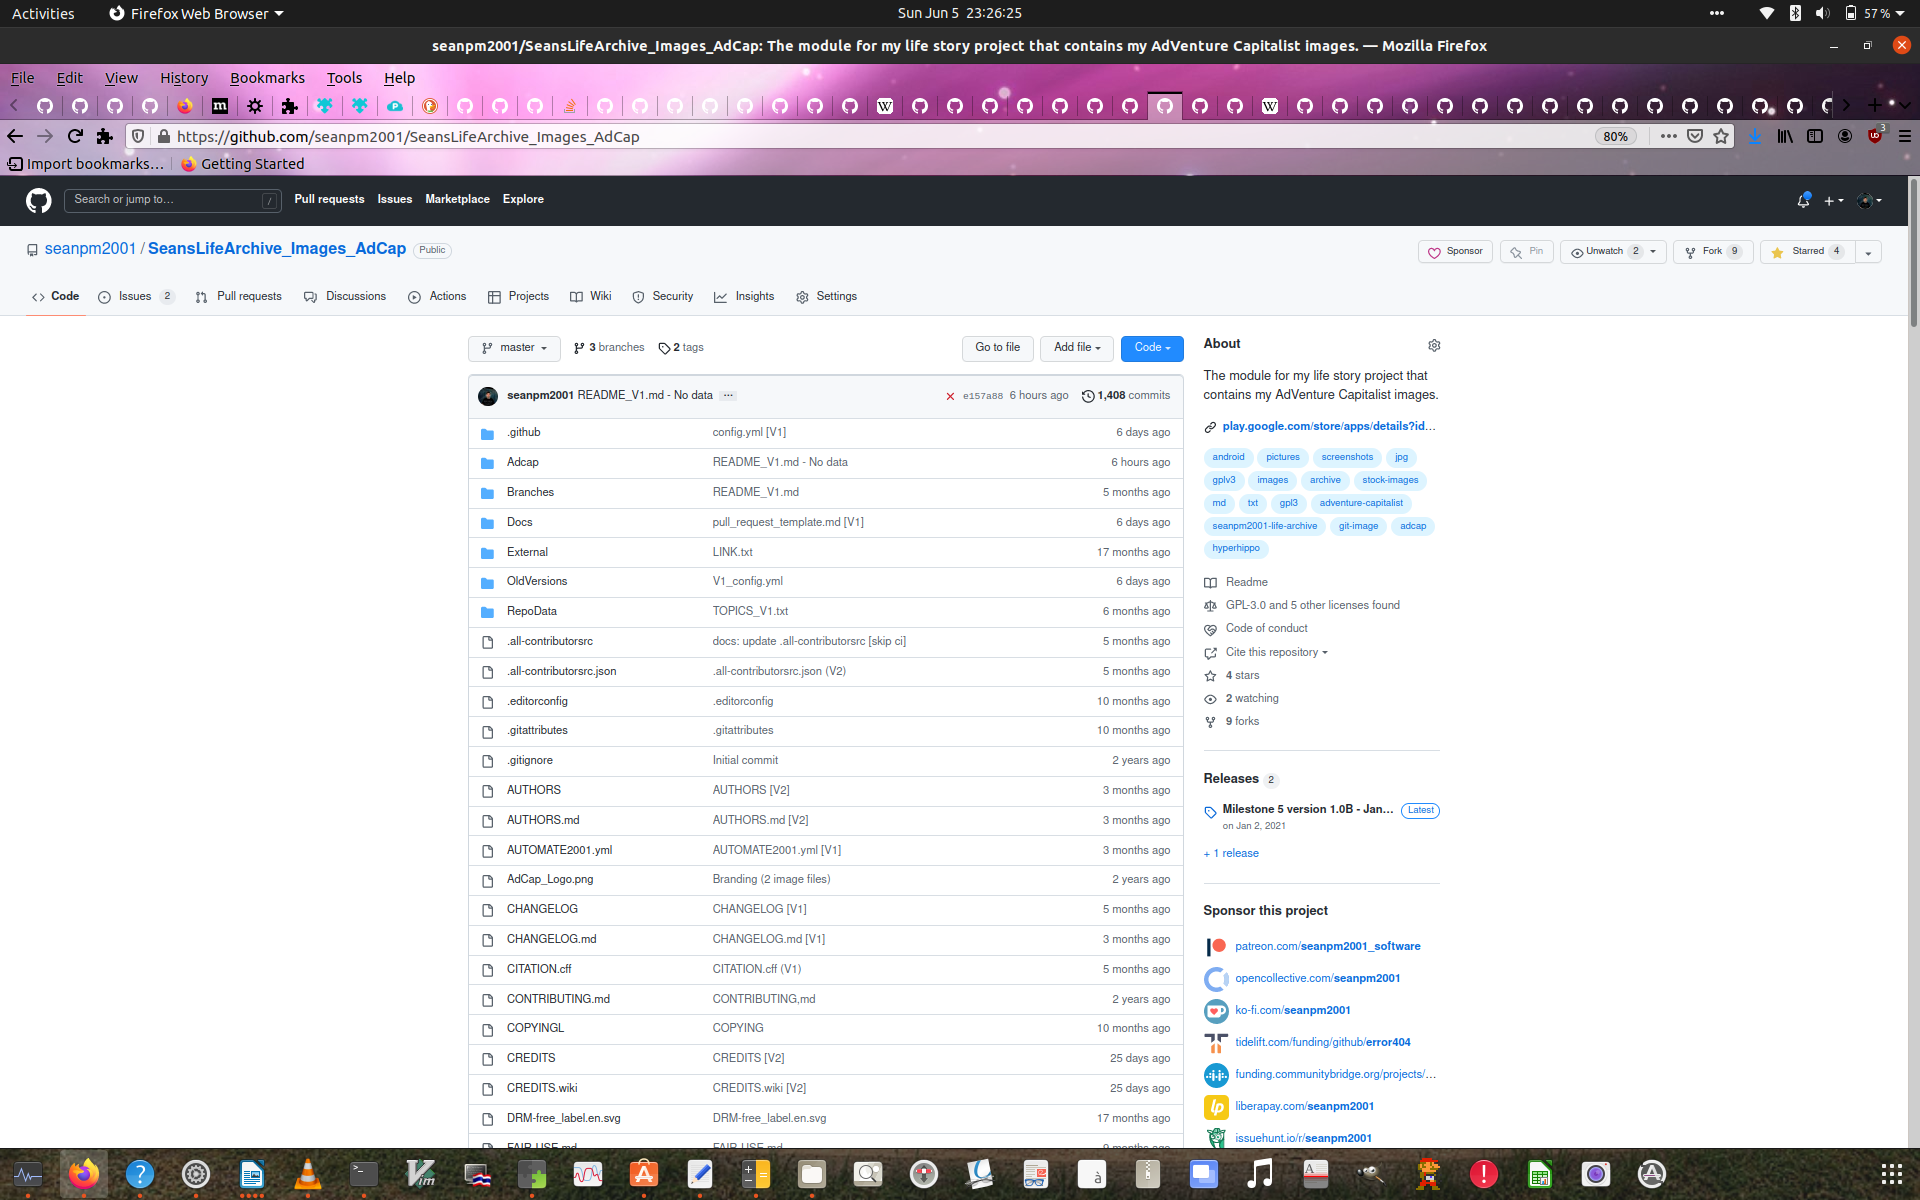 Activities Firefox Web Browser Sun Jun 5 23:26:25 57 %
seanpm2001/SeansLifeArchive_Images_AdCap: The module for my life story project that contains my AdVenture Capitalist images. — Mozilla Firefox
File Edit View History Bookmarks Tools Help
https://github.com/seanpm2001/SeansLifeArchive_Images_AdCap 80% 3
Import bookmarks… Getting Started
Search or jump to… / Pull requests Issues Marketplace Explore
seanpm2001 / SeansLifeArchive_Images_AdCap Public Sponsor Pin Unwatch 2 Fork 9 Starred 4
Code Issues 2 Pull requests Discussions Actions Projects Wiki Security Insights Settings
master 3 branches 2 tags Go to file Add file Code
seanpm2001 README_V1.md - No data ... e157a88 6 hours ago 1,408 commits
.github config.yml [V1] 6 days ago
Adcap README_V1.md - No data 6 hours ago
Branches README_V1.md 5 months ago
Docs pull_request_template.md [V1] 6 days ago
External LINK.txt 17 months ago
OldVersions V1_config.yml 6 days ago
RepoData TOPICS_V1.txt 6 months ago
.all-contributorsrc docs: update .all-contributorsrc [skip ci] 5 months ago
.all-contributorsrc.json .all-contributorsrc.json (V2) 5 months ago
.editorconfig .editorconfig 10 months ago
.gitattributes .gitattributes 10 months ago
.gitignore Initial commit 2 years ago
AUTHORS AUTHORS [V2] 3 months ago
AUTHORS.md AUTHORS.md [V2] 3 months ago
AUTOMATE2001.yml AUTOMATE2001.yml [V1] 3 months ago
AdCap_Logo.png Branding (2 image files) 2 years ago
CHANGELOG CHANGELOG [V1] 5 months ago
CHANGELOG.md CHANGELOG.md [V1] 3 months ago
CITATION.cff CITATION.cff (V1) 5 months ago
CONTRIBUTING.md CONTRIBUTING,md 2 years ago
COPYINGL COPYING 10 months ago
CREDITS CREDITS [V2] 25 days ago
CREDITS.wiki CREDITS.wiki [V2] 25 days ago
DRM-free_label.en.svg DRM-free_label.en.svg 17 months ago
FAIR-USE.md FAIR-USE.md 9 months ago
About
The module for my life story project that
contains my AdVenture Capitalist images.
play.google.com/store/apps/details?id...
android pictures screenshots jpg
gplv3 images archive stock-images
md txt gpl3 adventure-capitalist
seanpm2001-life-archive git-image adcap
hyperhippo
Readme
GPL-3.0 and 5 other licenses found
Code of conduct
Cite this repository
4 stars
2 watching
9 forks
Releases 2
Milestone 5 version 1.0B - Jan... Latest
on Jan 2, 2021
+ 1 release
Sponsor this project
patreon.com/seanpm2001_software
opencollective.com/seanpm2001
ko-fi.com/seanpm2001
tidelift.com/funding/github/error404
funding.communitybridge.org/projects/...
liberapay.com/seanpm2001
issuehunt.io/r/seanpm2001